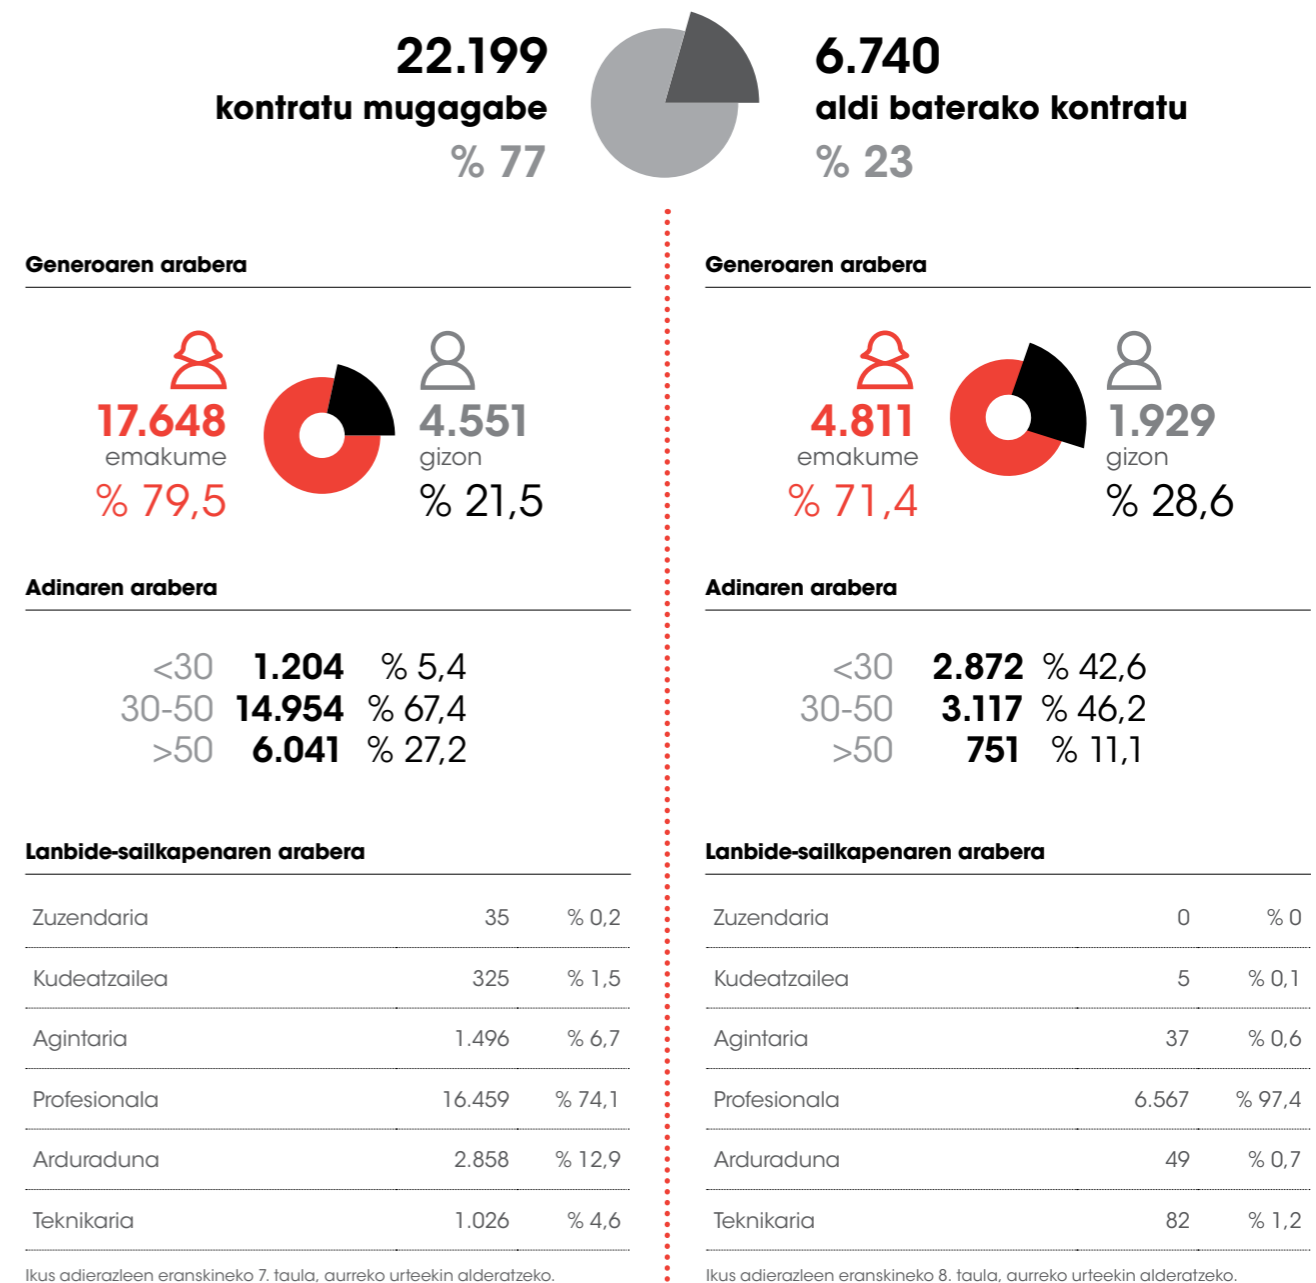 22.199
kontratu mugagabe
% 77
6.740
aldi baterako kontratu
% 23
Generoaren arabera
17.648
emakume
% 79,5
4.551
gizon
% 21,5
Adinaren arabera
<30 1.204 % 5,4
30-50 14.954 % 67,4
>50 6.041 % 27,2
Lanbide-sailkapenaren arabera
Zuzendaria 35 % 0,2
Kudeatzailea 325 % 1,5
Agintaria 1.496 % 6,7
Profesionala 16.459 % 74,1
Arduraduna 2.858 % 12,9
Teknikaria 1.026 % 4,6
Ikus adierazleen eranskineko 7. taula, aurreko urteekin alderatzeko.
Generoaren arabera
4.811
emakume
% 71,4
1.929
gizon
% 28,6
Adinaren arabera
<30 2.872 % 42,6
30-50 3.117 % 46,2
>50 751 % 11,1
Lanbide-sailkapenaren arabera
Zuzendaria 0 % 0
Kudeatzailea 5 % 0,1
Agintaria 37 % 0,6
Profesionala 6.567 % 97,4
Arduraduna 49 % 0,7
Teknikaria 82 % 1,2
Ikus adierazleen eranskineko 8. taula, aurreko urteekin alderatzeko.